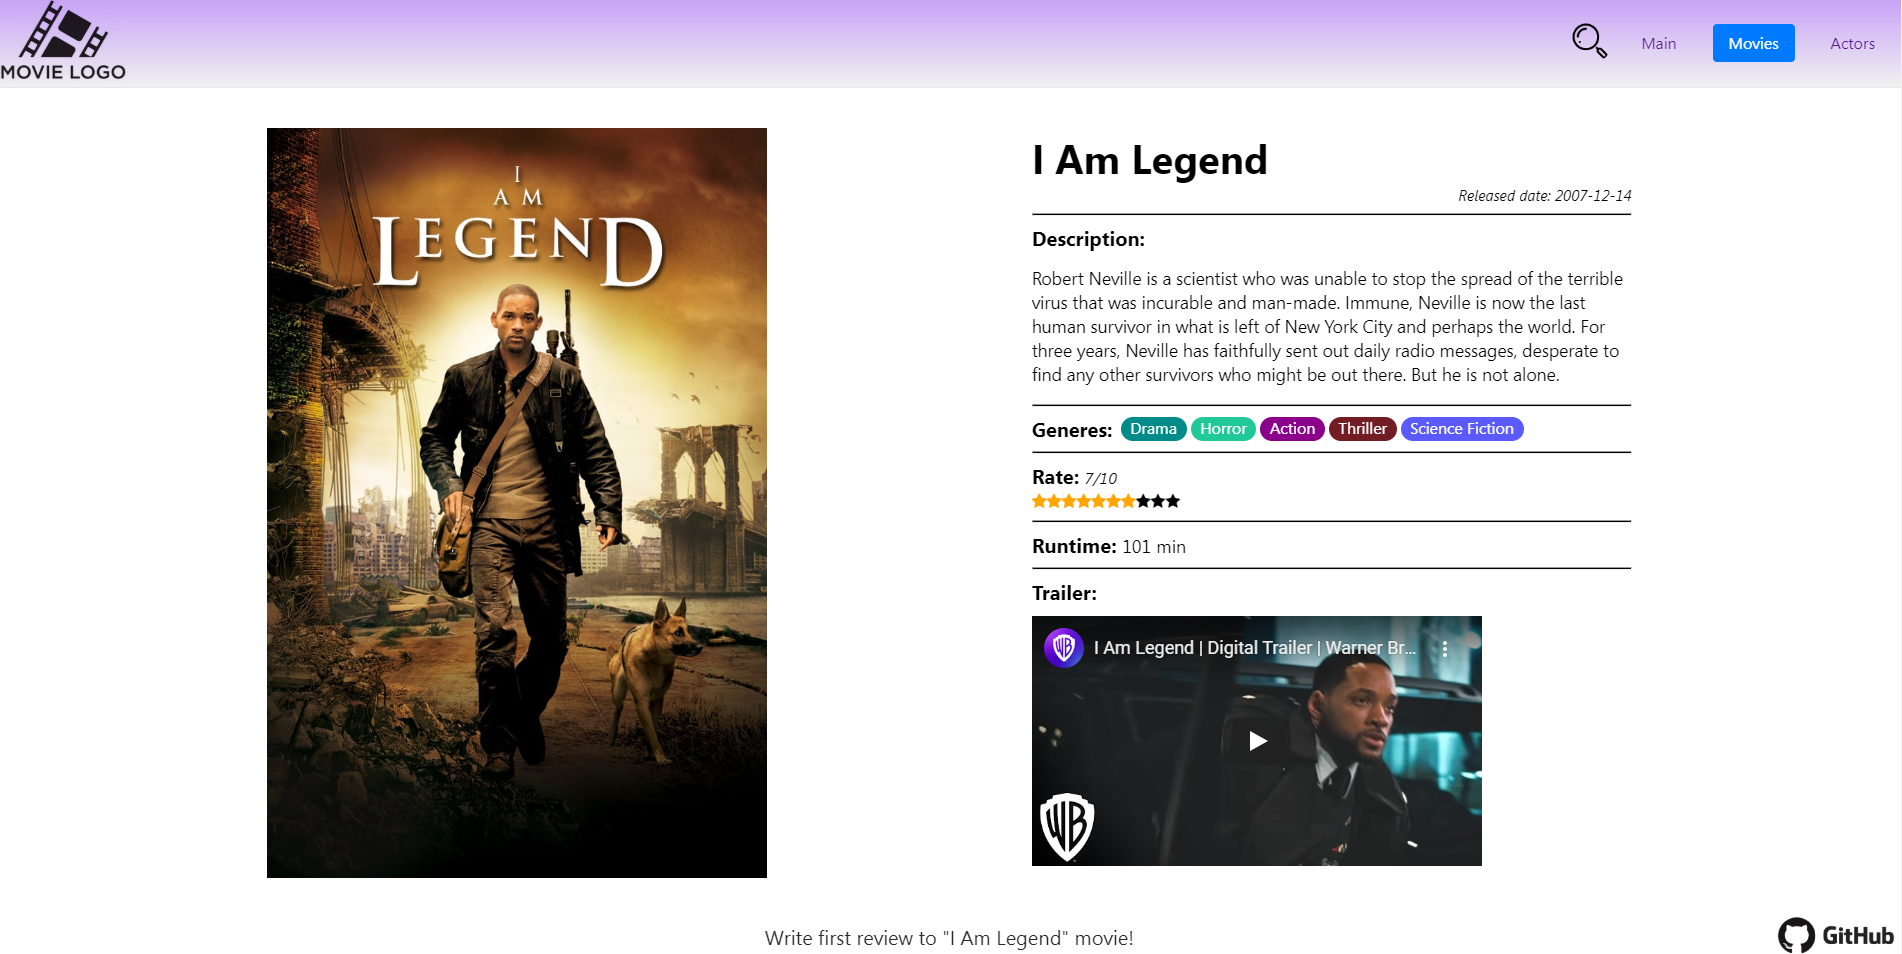 MOVIE LOGO
Main
Movies
Actors
I
AM
LEGEND
I Am Legend
Released date: 2007-12-14
Description:
Robert Neville is a scientist who was unable to stop the spread of the terrible
virus that was incurable and man-made. Immune, Neville is now the last
human survivor in what is left of New York City and perhaps the world. For
three years, Neville has faithfully sent out daily radio messages, desperate to
find any other survivors who might be out there. But he is not alone.
Generes: Drama Horror Action Thriller Science Fiction
Rate: 7/10
Runtime: 101 min
Trailer:
WB I Am Legend | Digital Trailer | Warner Br...
WB
Write first review to "I Am Legend" movie!
GitHub